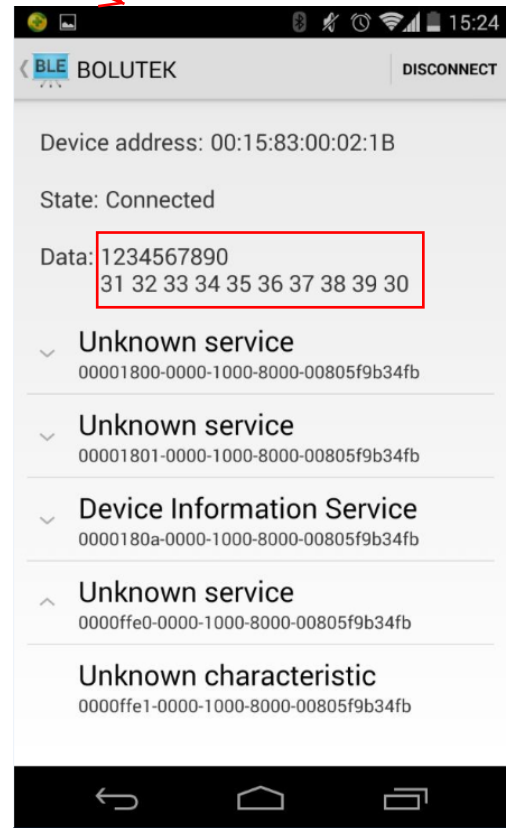 15:24
BLE BOLUTEK DISCONNECT
Device address: 00:15:83:00:02:1B
State: Connected
Data: 1234567890
31 32 33 34 35 36 37 38 39 30
Unknown service
00001800-0000-1000-8000-00805f9b34fb
Unknown service
00001801-0000-1000-8000-00805f9b34fb
Device Information Service
0000180a-0000-1000-8000-00805f9b34fb
Unknown service
0000ffe0-0000-1000-8000-00805f9b34fb
Unknown characteristic
0000ffe1-0000-1000-8000-00805f9b34fb